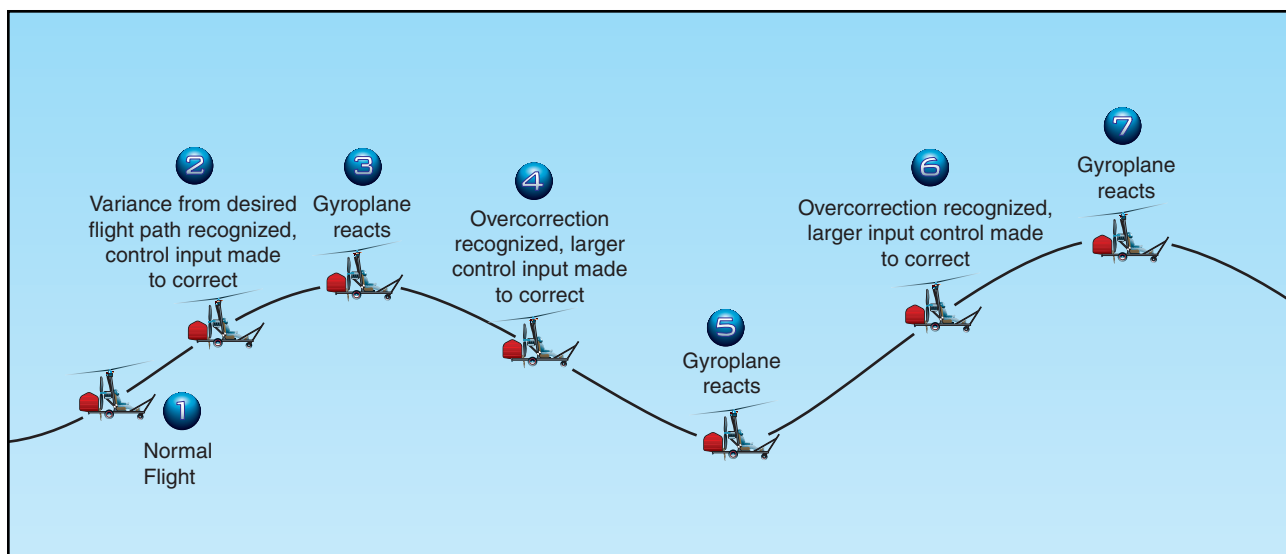 1
Normal
Flight
2
Variance from desired
flight path recognized,
control input made
to correct
3
Gyroplane
reacts
4
Overcorrection
recognized, larger
control input made
to correct
5
Gyroplane
reacts
6
Overcorrection recognized,
larger input control made
to correct
7
Gyroplane
reacts